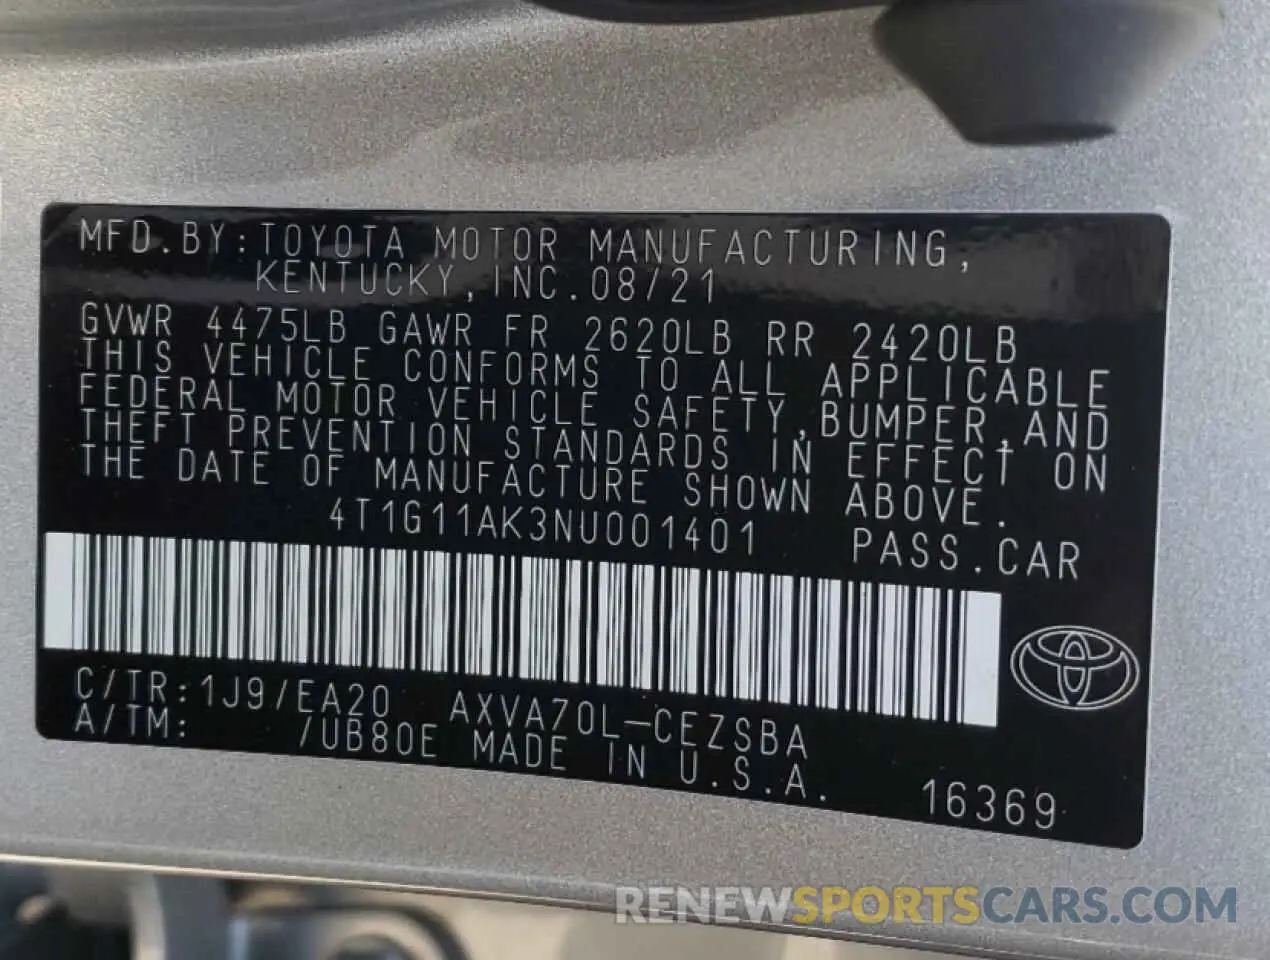 MFD.BY:TOYOTA MOTOR MANUFACTURING,
KENTUCKY,INC.08/21
GVWR 4475LB GAWR FR 2620LB RR 2420LB
THIS VEHICLE CONFORMS TO ALL APPLICABLE
FEDERAL MOTOR VEHICLE SAFETY,BUMPER,AND
THEFT PREVENTION STANDARDS IN EFFECT ON
THE DATE OF MANUFACTURE SHOWN ABOVE.
4T1G11AK3NU001401 PASS.CAR
C/TR:1J9/EA20 AXVA70L-CEZSBA
A/TM: /UB80E MADE IN U.S.A.
16369
RENEWSPORTSCARS.COM